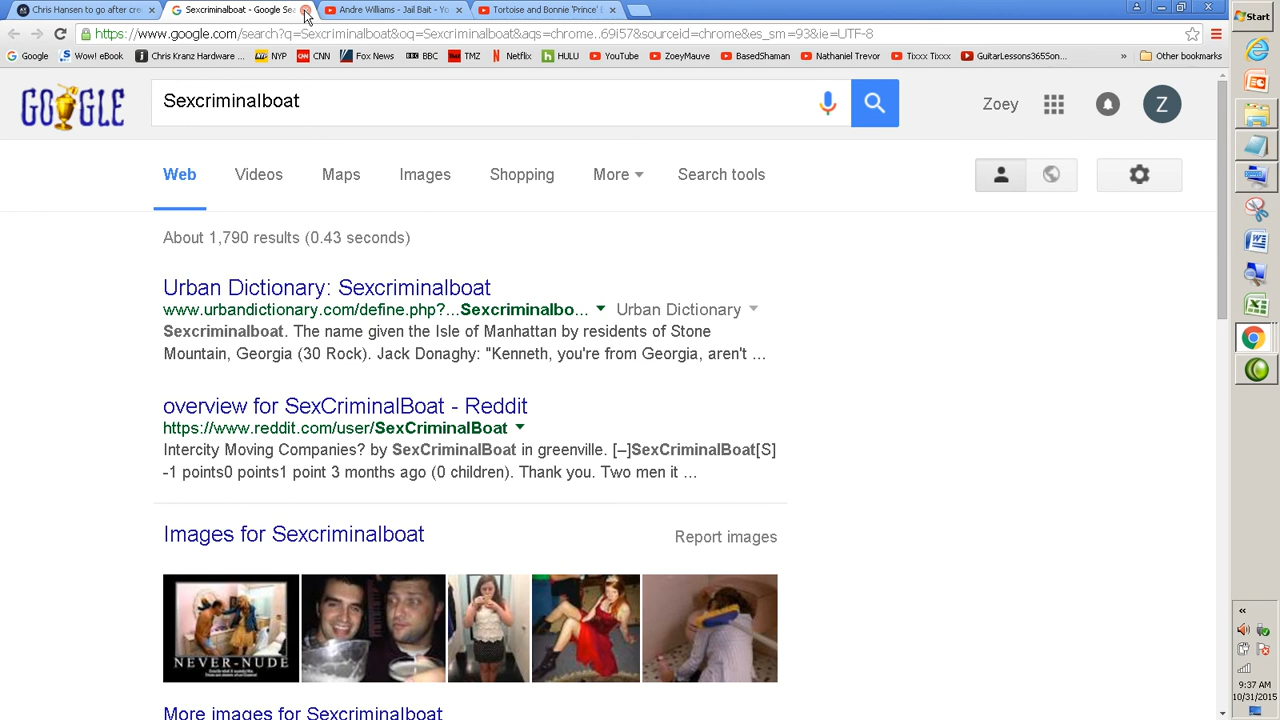 Chris Hansen to go after cre
Sexcriminalboat - Google Sea
Andre Williams - Jail Bait - Yo
Tortoise and Bonnie 'Prince' 
https://www.google.com/search?q=Sexcriminalboat&oq=Sexcriminalboat&aqs=chrome..69i57&sourceid=chrome&es_sm=93&ie=UTF-8
Google
Wow! eBook
Chris Kranz Hardware ...
NYP
CNN
Fox News
BBC
TMZ
Netflix
HULU
YouTube
ZoeyMauve
BasedShaman
Nathaniel Trevor
Tixxx Tixxx
GuitarLessons365Son...
»
Other bookmarks
Start
GOOGLE
Sexcriminalboat
Zoey
Z
Web
Videos
Maps
Images
Shopping
More
Search tools
About 1,790 results (0.43 seconds)
Urban Dictionary: Sexcriminalboat
www.urbandictionary.com/define.php?...Sexcriminalbo... Urban Dictionary
Sexcriminalboat. The name given the Isle of Manhattan by residents of Stone
Mountain, Georgia (30 Rock). Jack Donaghy: "Kenneth, you're from Georgia, aren't ...
overview for SexCriminalBoat - Reddit
https://www.reddit.com/user/SexCriminalBoat
Intercity Moving Companies? by SexCriminalBoat in greenville. [–]SexCriminalBoat[S]
-1 points0 points1 point 3 months ago (0 children). Thank you. Two men it ...
Images for Sexcriminalboat
Report images
NEVER-NUDE
More images for Sexcriminalboat
«
9:37 AM
10/31/2015